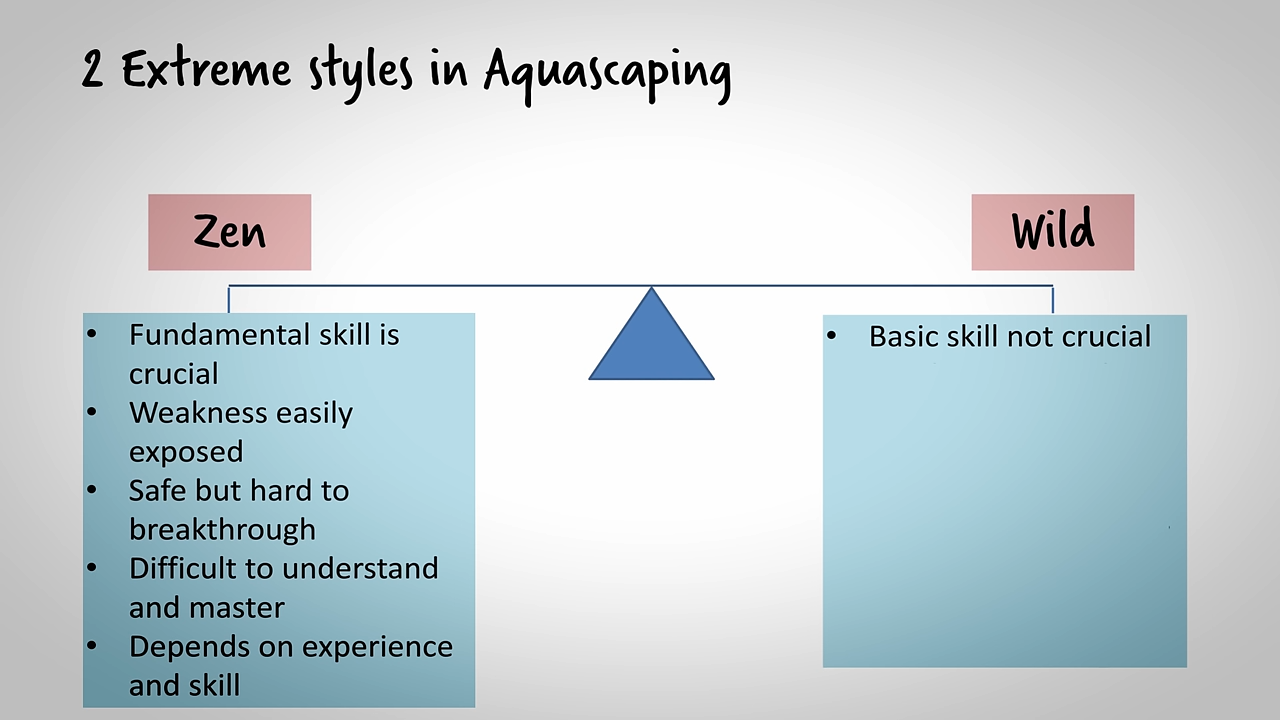 2 Extreme styles in Aquascaping
Zen
Wild
• Fundamental skill is
crucial
• Weakness easily
exposed
• Safe but hard to
breakthrough
• Difficult to understand
and master
• Depends on experience
and skill
• Basic skill not crucial